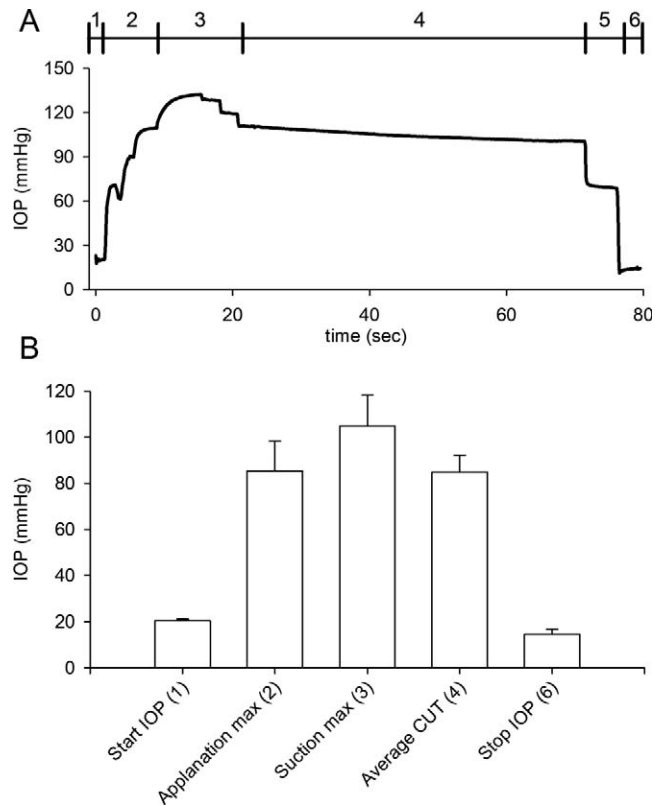 A
1 2 3 4 5 6
150
120
90
60
30
0
IOP (mmHg)
0 20 40 60 80
time (sec)
B
120
100
80
60
40
20
0
IOP (mmHg)
Start IOP (1)
Applanation max (2)
Suction max (3)
Average CUT (4)
Stop IOP (6)